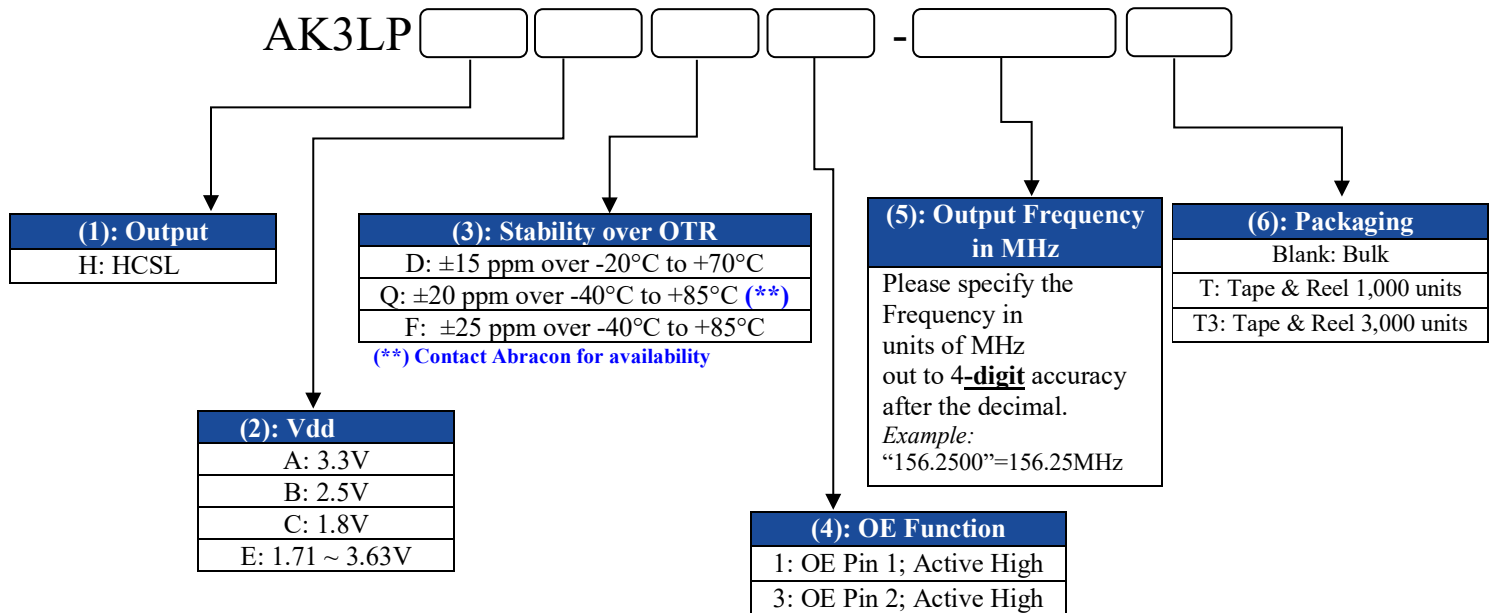 AK3LP -
(1): Output
H: HCSL
(3): Stability over OTR
D: ±15 ppm over -20°C to +70°C
Q: ±20 ppm over -40°C to +85°C (**)
F: ±25 ppm over -40°C to +85°C
(**) Contact Abracon for availability
(5): Output Frequency
in MHz
Please specify the
Frequency in
units of MHz
out to 4-digit accuracy
after the decimal.
Example:
“156.2500”=156.25MHz
(6): Packaging
Blank: Bulk
T: Tape & Reel 1,000 units
T3: Tape & Reel 3,000 units
(2): Vdd
A: 3.3V
B: 2.5V
C: 1.8V
E: 1.71 ~ 3.63V
(4): OE Function
1: OE Pin 1; Active High
3: OE Pin 2; Active High